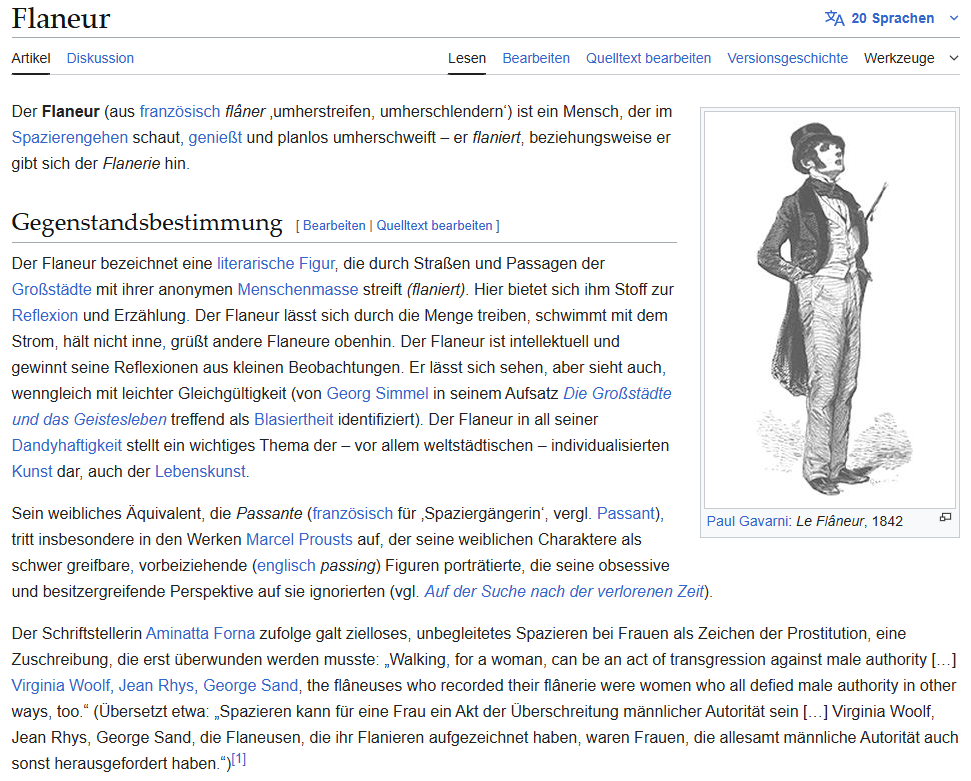 Flaneur
20 Sprachen
Artikel Diskussion Lesen Bearbeiten Quelltext bearbeiten Versionsgeschichte Werkzeuge
Der Flaneur (aus französisch flâner ‚umherstreifen, umherschlendern‘) ist ein Mensch, der im
Spazierengehen schaut, genießt und planlos umherschweift – er flaniert, beziehungsweise er
gibt sich der Flanerie hin.
Gegenstandsbestimmung [ Bearbeiten | Quelltext bearbeiten ]
Der Flaneur bezeichnet eine literarische Figur, die durch Straßen und Passagen der
Großstädte mit ihrer anonymen Menschenmasse streift (flaniert). Hier bietet sich ihm Stoff zur
Reflexion und Erzählung. Der Flaneur lässt sich durch die Menge treiben, schwimmt mit dem
Strom, hält nicht inne, grüßt andere Flaneure obenhin. Der Flaneur ist intellektuell und
gewinnt seine Reflexionen aus kleinen Beobachtungen. Er lässt sich sehen, aber sieht auch,
wenngleich mit leichter Gleichgültigkeit (von Georg Simmel in seinem Aufsatz Die Großstädte
und das Geistesleben treffend als Blasiertheit identifiziert). Der Flaneur in all seiner
Dandyhaftigkeit stellt ein wichtiges Thema der – vor allem weltstädtischen – individualisierten
Kunst dar, auch der Lebenskunst.
Paul Gavarni: Le Flâneur, 1842
Sein weibliches Äquivalent, die Passante (französisch für ‚Spaziergängerin‘, vergl. Passant),
tritt insbesondere in den Werken Marcel Prousts auf, der seine weiblichen Charaktere als
schwer greifbare, vorbeiziehende (englisch passing) Figuren porträtierte, die seine obsessive
und besitzergreifende Perspektive auf sie ignorierten (vgl. Auf der Suche nach der verlorenen Zeit).
Der Schriftstellerin Aminatta Forna zufolge galt zielloses, unbegleitetes Spazieren bei Frauen als Zeichen der Prostitution, eine
Zuschreibung, die erst überwunden werden musste: „Walking, for a woman, can be an act of transgression against male authority […]
Virginia Woolf, Jean Rhys, George Sand, the flâneuses who recorded their flânerie were women who all defied male authority in other
ways, too.“ (Übersetzt etwa: „Spazieren kann für eine Frau ein Akt der Überschreitung männlicher Autorität sein […] Virginia Woolf,
Jean Rhys, George Sand, die Flaneusen, die ihr Flanieren aufgezeichnet haben, waren Frauen, die allesamt männliche Autorität auch
sonst herausgefordert haben.“)[1]